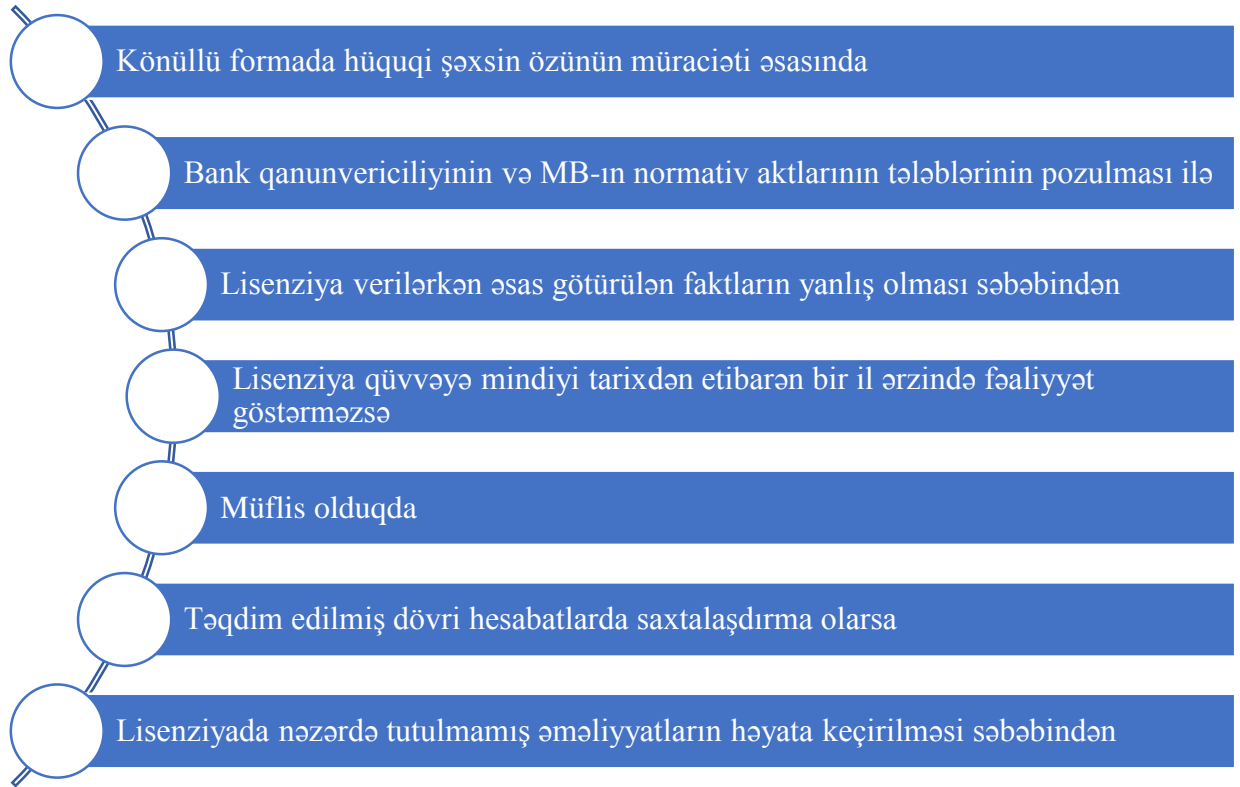 Könüllü formada hüquqi şəxsin özünün müraciəti əsasında
Bank qanunvericiliyinin və MB-ın normativ aktlarının tələblərinin pozulması ilə
Lisenziya verilərkən əsas götürülən faktların yanlış olması səbəbindən
Lisenziya qüvvəyə mindiyi tarixdən etibarən bir il ərzində fəaliyyət
göstərməzsə
Müflis olduqda
Təqdim edilmiş dövri hesabatlarda saxtalaşdırma olarsa
Lisenziyada nəzərdə tutulmamış əməliyyatların həyata keçirilməsi səbəbindən